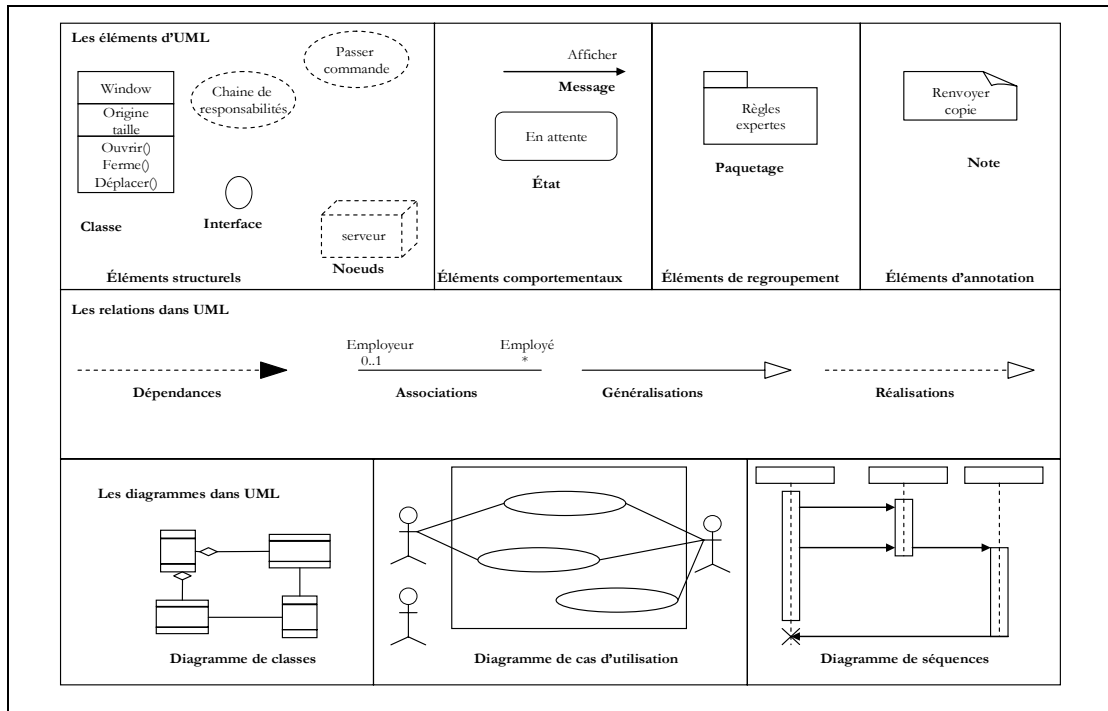 Les éléments d'UML
Window
Origine
taille
Ouvrir()
Ferme()
Déplacer()
Classe
Chaine de
responsabilités
Passer
commande
Interface
serveur
Noeuds
Éléments structurels
Afficher
Message
En attente
État
Éléments comportementaux
Règles
expertes
Paquetage
Éléments de regroupement
Renvoyer
copie
Note
Éléments d'annotation
Les relations dans UML
Dépendances
Employeur
0..1
Employé
*
Associations
Généralisations
Réalisations
Les diagrammes dans UML
Diagramme de classes
Diagramme de cas d'utilisation
Diagramme de séquences